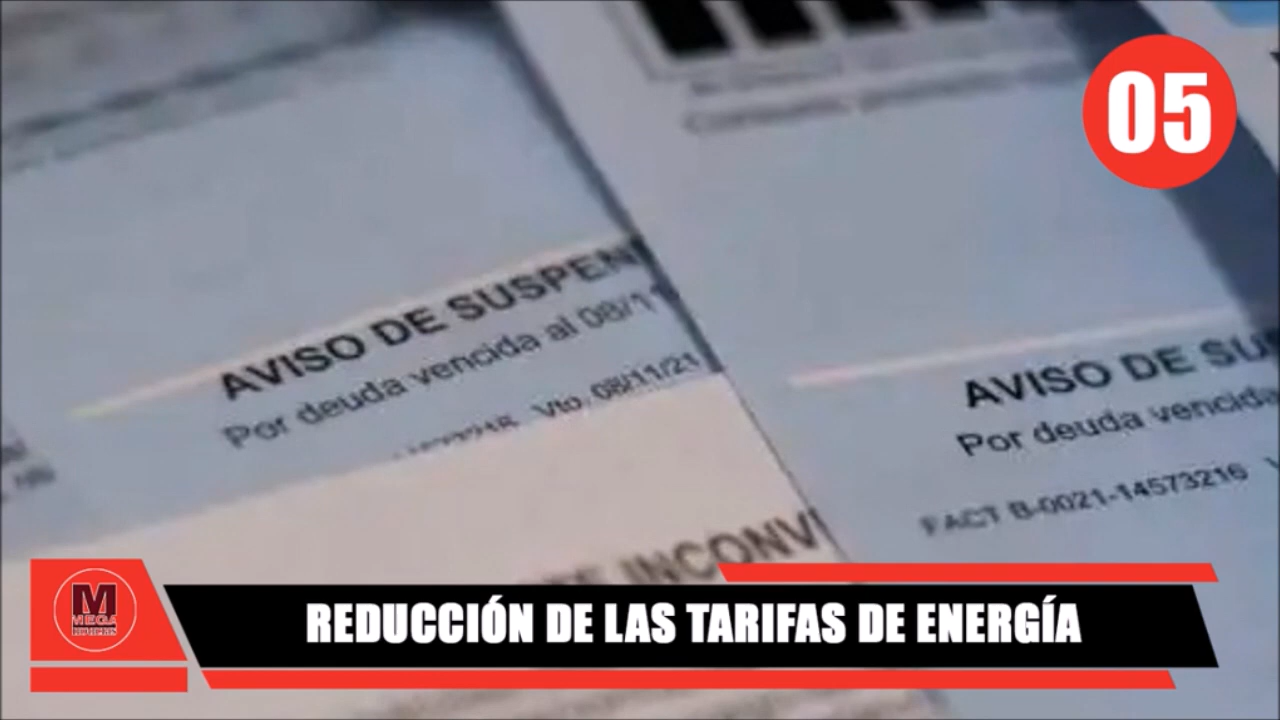 05
AVISO DE SUSPEN
Por deuda vencida al 08/11
Vto. 08/11/21
AVISO DE SU
Por deuda vencida
FACT B-0021-14573216
INCONV
M
MEGA
REDUCCIÓN DE LAS TARIFAS DE ENERGÍA